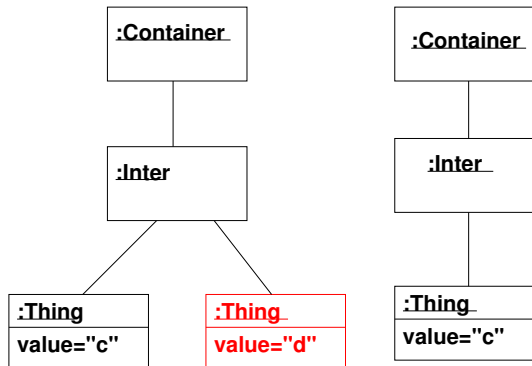 :Container
:Inter
:Thing
value="c"
:Thing
value="d"
:Container
:Inter
:Thing
value="c"